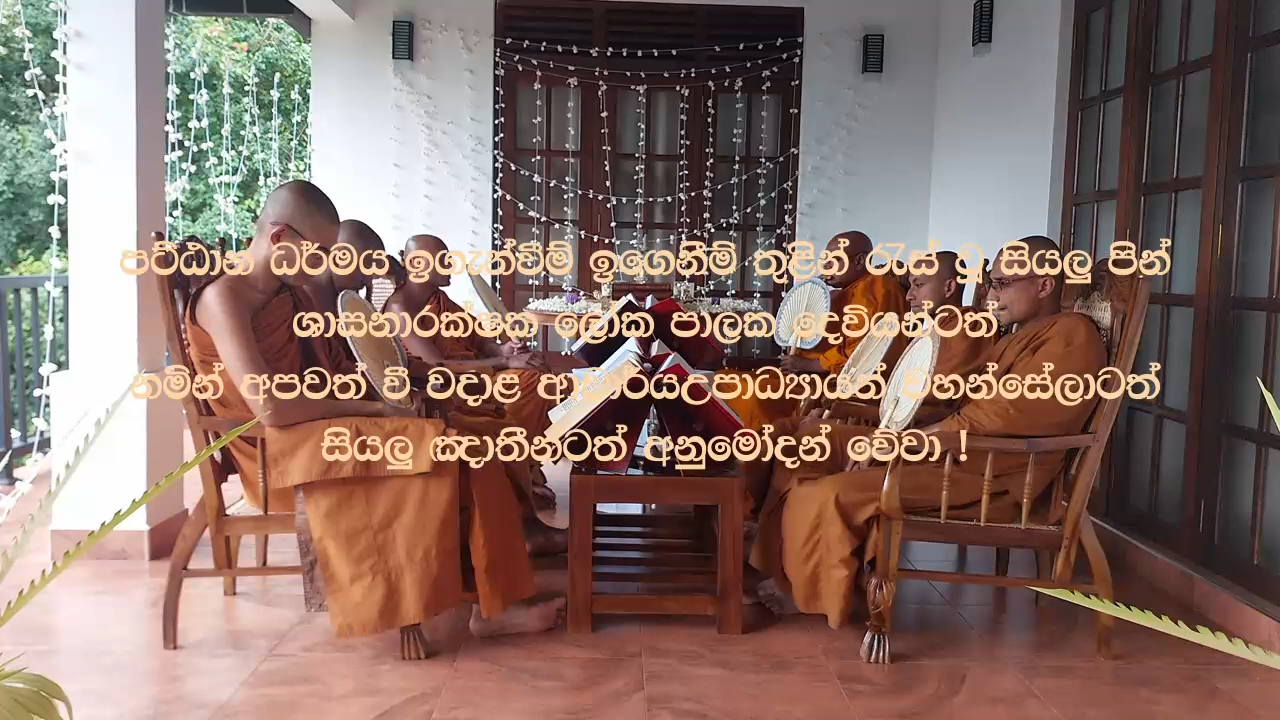 පට්ඨාන ධර්මය ඉගැන්වීම් ඉගෙනීම් තුළින් රැස් වූ සියලු පින්
ශාසනාරක්ෂක ලෝක පාලක දෙවියන්ටත්
නමින් අපවත් වී වදාළ ආචාර්යඋපාධ්‍යායත් වහන්සේලාටත්
සියලු ඤාතීන්ටත් අනුමෝදන් වේවා !